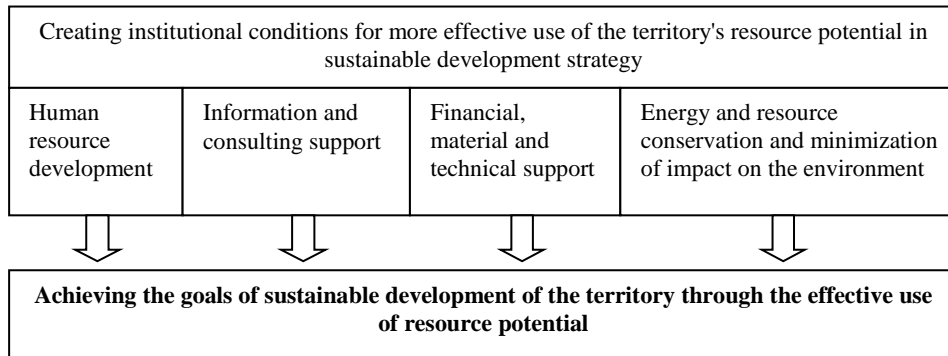 Creating institutional conditions for more effective use of the territory's resource potential in
sustainable development strategy
Human
resource
development
Information and
consulting support
Financial,
material and
technical support
Energy and resource
conservation and minimization
of impact on the environment
Achieving the goals of sustainable development of the territory through the effective use
of resource potential